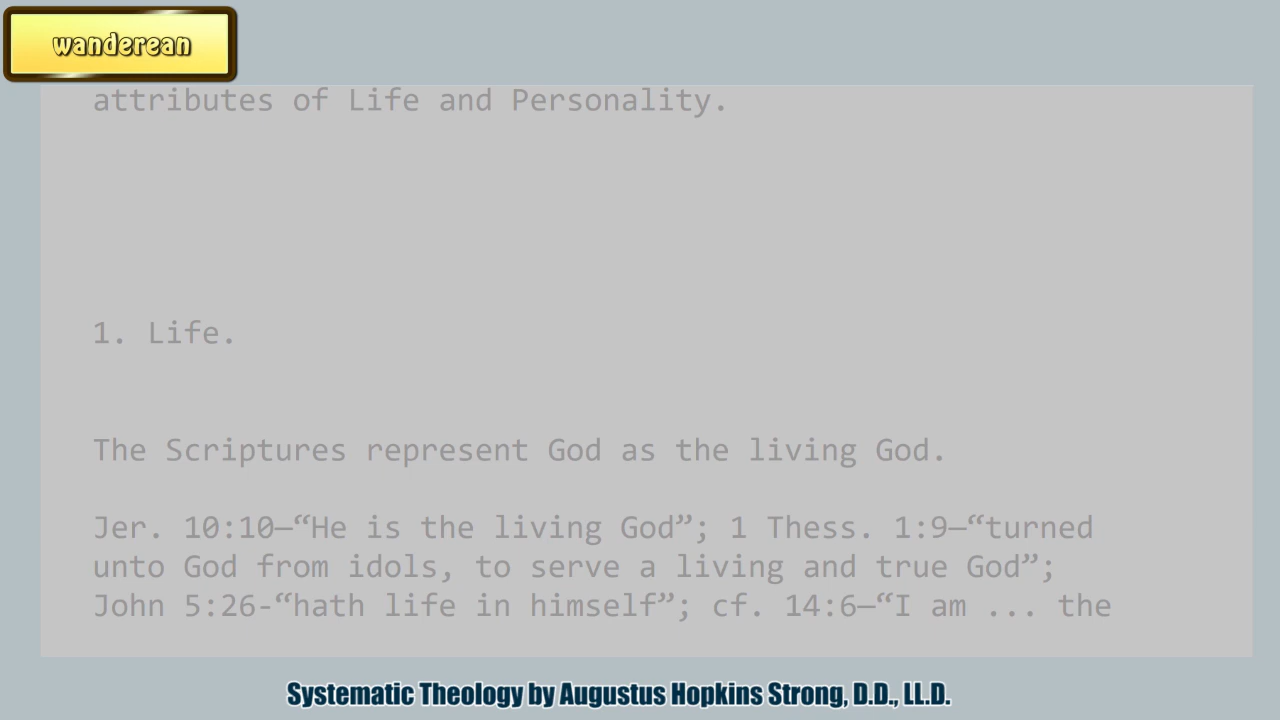 wanderean
attributes of Life and Personality.
1. Life.
The Scriptures represent God as the living God.
Jer. 10:10—“He is the living God”; 1 Thess. 1:9—“turned
unto God from idols, to serve a living and true God”;
John 5:26-“hath life in himself”; cf. 14:6—“I am ... the
Systematic Theology by Augustus Hopkins Strong, D.D., LL.D.